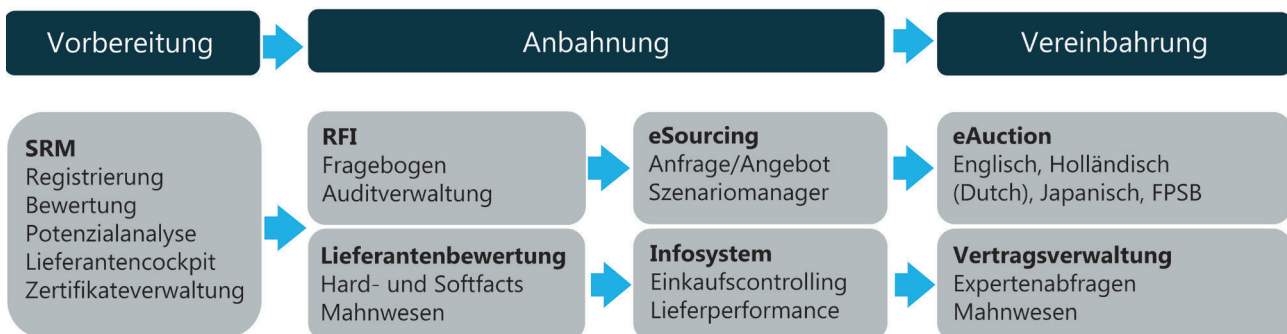 Vorbereitung
Anbahnung
Vereinbahrung
SRM
Registrierung
Bewertung
Potenzialanalyse
Lieferantencockpit
Zertifikateverwaltung
RFI
Fragebogen
Auditverwaltung
eSourcing
Anfrage/Angebot
Szenariomanager
eAuction
Englisch, Holländisch
(Dutch), Japanisch, FPSB
Lieferantenbewertung
Hard- und Softfacts
Mahnwesen
Infosystem
Einkaufscontrolling
Lieferperformance
Vertragsverwaltung
Expertenabfragen
Mahnwesen